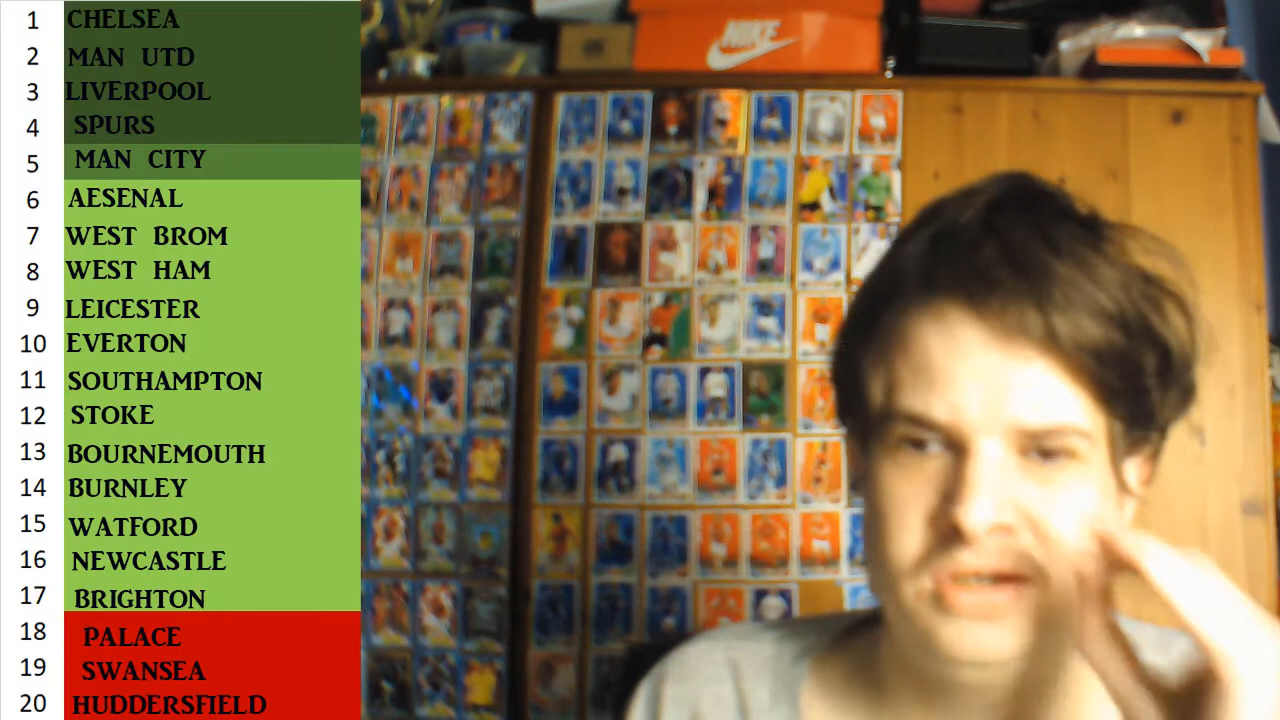 NIKE
1 CHELSEA
2 MAN UTD
3 LIVERPOOL
4 SPURS
5 MAN CITY
6 AESENAL
7 WEST BROM
8 WEST HAM
9 LEICESTER
10 EVERTON
11 SOUTHAMPTON
12 STOKE
13 BOURNEMOUTH
14 BURNLEY
15 WATFORD
16 NEWCASTLE
17 BRIGHTON
18 PALACE
19 SWANSEA
20 HUDDERSFIELD